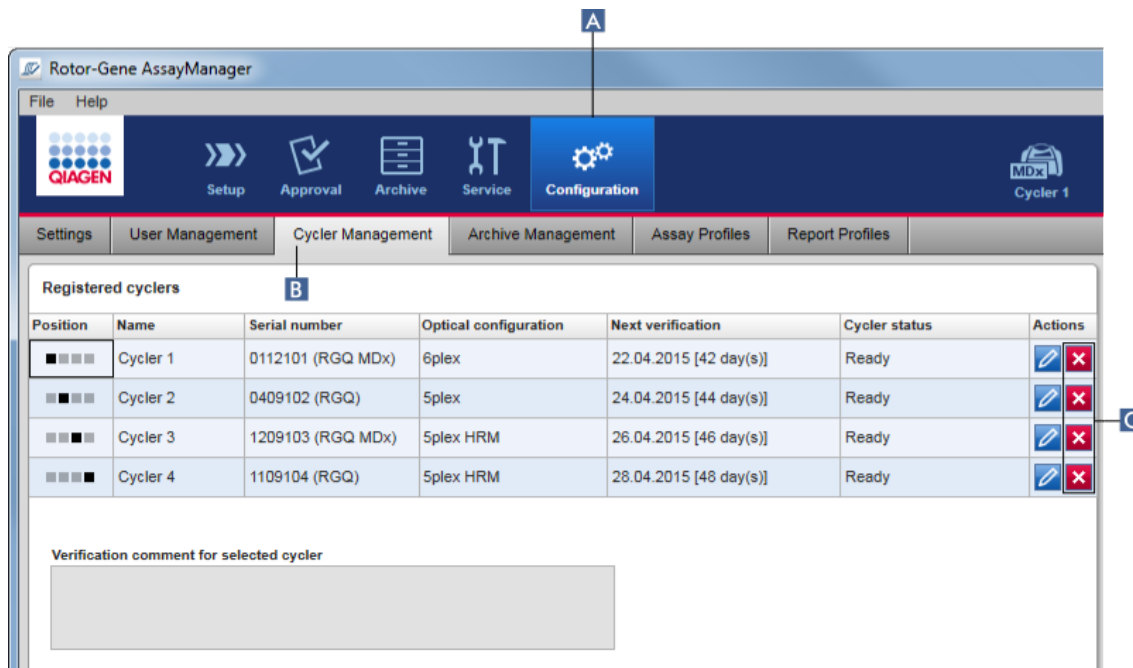 A
Rotor-Gene AssayManager
File Help
QIAGEN
Setup Approval Archive Service Configuration
MDx
Cycler 1
Settings User Management Cycler Management Archive Management Assay Profiles Report Profiles
B
Registered cyclers
Position Name Serial number Optical configuration Next verification Cycler status Actions
Cycler 1 0112101 (RGQ MDx) 6plex 22.04.2015 [42 day(s)] Ready
Cycler 2 0409102 (RGQ) 5plex 24.04.2015 [44 day(s)] Ready
C
Cycler 3 1209103 (RGQ MDx) 5plex HRM 26.04.2015 [46 day(s)] Ready
Cycler 4 1109104 (RGQ) 5plex HRM 28.04.2015 [48 day(s)] Ready
Verification comment for selected cycler